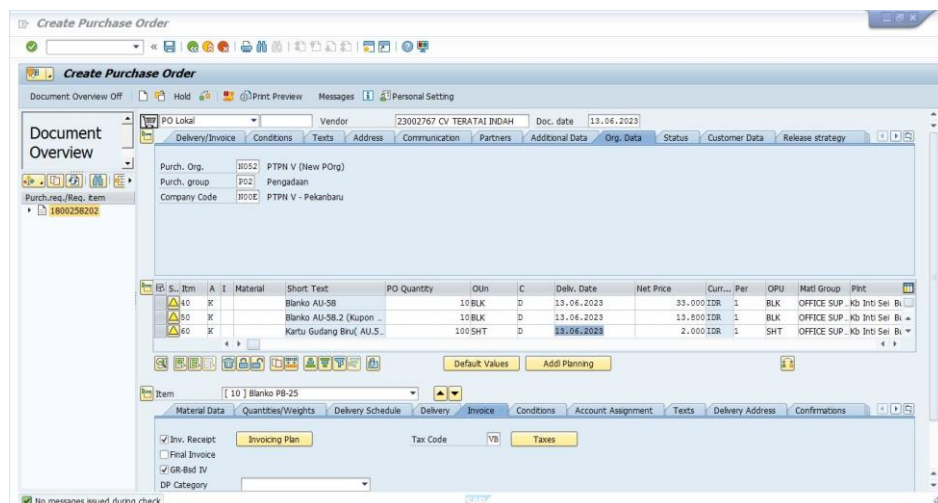 Create Purchase Order
Create Purchase Order
Document Overview Off Hold Print Preview Messages Personal Setting
PO Lokal Vendor 23002767 CV TERATAI INDAH Doc. date 13.06.2023
Document Overview
Delivery/Invoice Conditions Texts Address Communication Partners Additional Data Org. Data Status Customer Data Release strategy
Purch. Org. N052 PTPN V (New POrg)
Purch. group P02 Pengadaan
Company Code N00E PTPN V - Pekanbaru
Purch.req./Req. item
1800258202
S.. Itm A I Material Short Text PO Quantity OUn C Deliv. Date Net Price Curr... Per OPU Matl Group Plnt
40 K Blanko AU-58 10 BLK D 13.06.2023 33.000 IDR 1 BLK OFFICE SUP.. Kb Inti Sei Bu
50 K Blanko AU-58.2 (Kupon .. 10 BLK D 13.06.2023 13.800 IDR 1 BLK OFFICE SUP.. Kb Inti Sei Bu
60 K Kartu Gudang Biru( AU.5.. 100 SHT D 13.06.2023 2.000 IDR 1 SHT OFFICE SUP.. Kb Inti Sei Bu
Default Values Addl Planning
Item [ 10 ] Blanko PB-25
Material Data Quantities/Weights Delivery Schedule Delivery Invoice Conditions Account Assignment Texts Delivery Address Confirmations
Inv. Receipt Invoicing Plan Tax Code VB Taxes
Final Invoice
GR-Bsd IV
DP Category
No messages issued during check
SAP